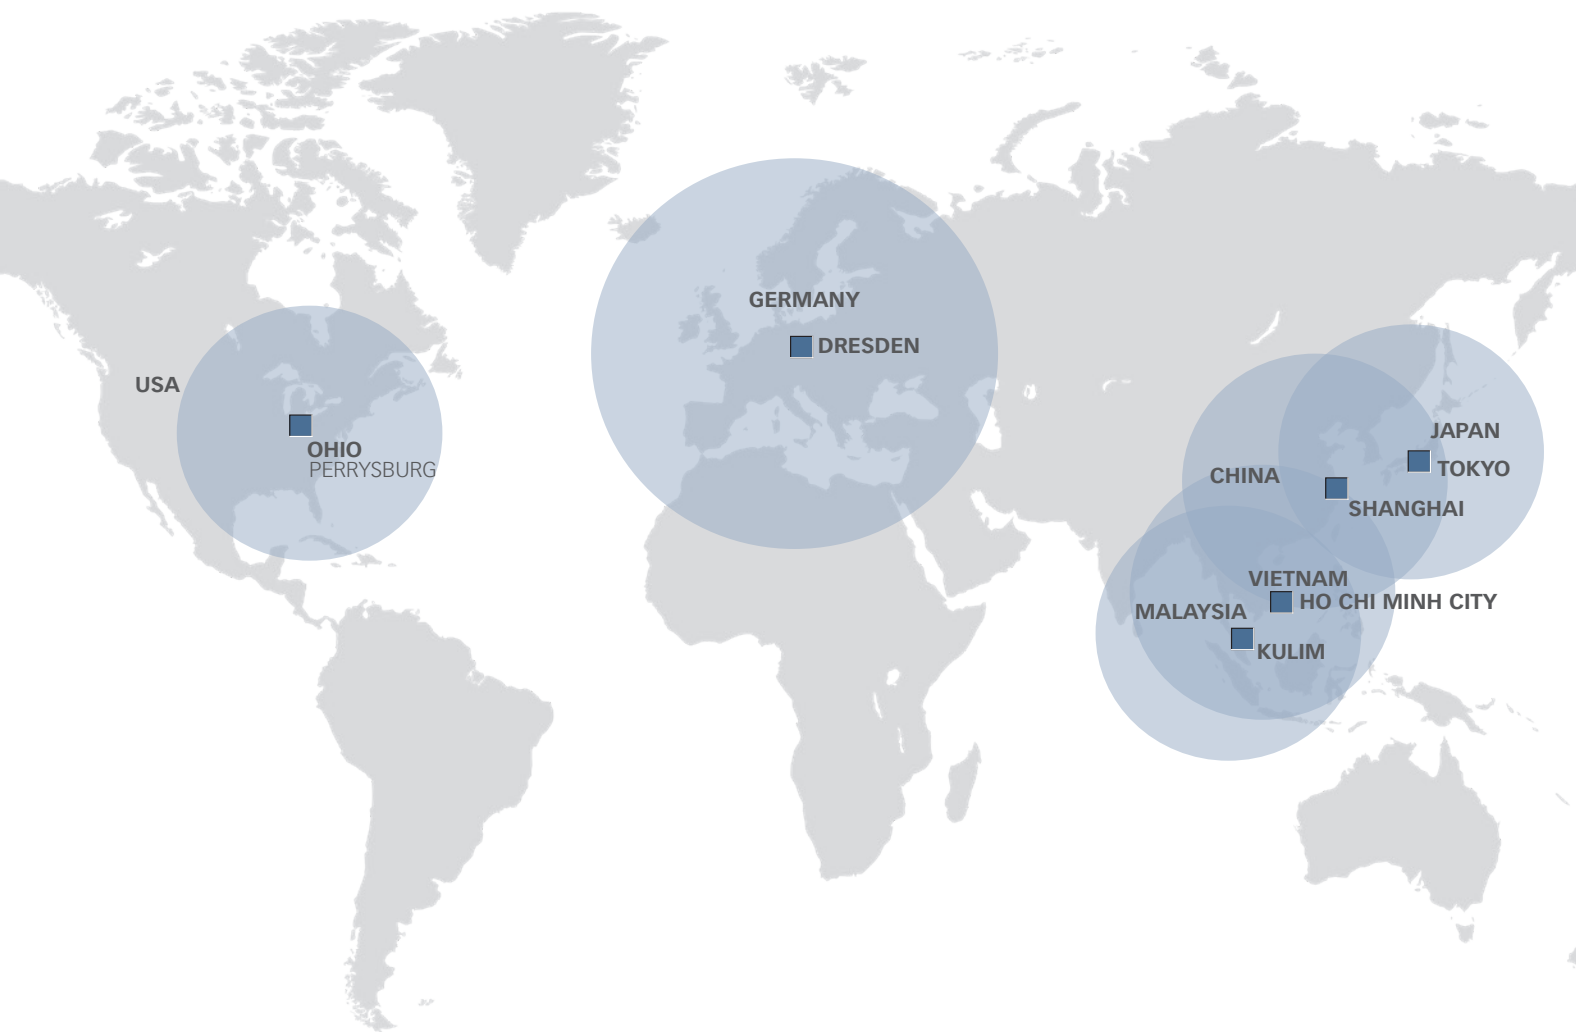 GERMANY
DRESDEN
USA
OHIO
PERRYSBURG
JAPAN
TOKYO
CHINA
SHANGHAI
VIETNAM
HO CHI MINH CITY
MALAYSIA
KULIM